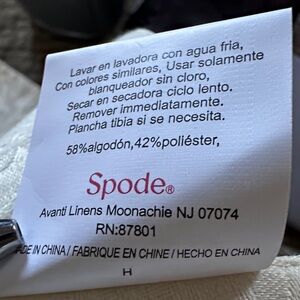 Lavar en lavadora con agua fria,
Con colores similares, Usar solamente
blanqueador sin cloro,
Secar en secadora ciclo lento.
Remover immediatamente.
Plancha tibia si se necesita.
58%algodón,42%poliéster,
Spode®
Avanti Linens Moonachie NJ 07074
RN:87801
ADE IN CHINA / FABRIQUE EN CHINE / HECHO EN CHINA
H